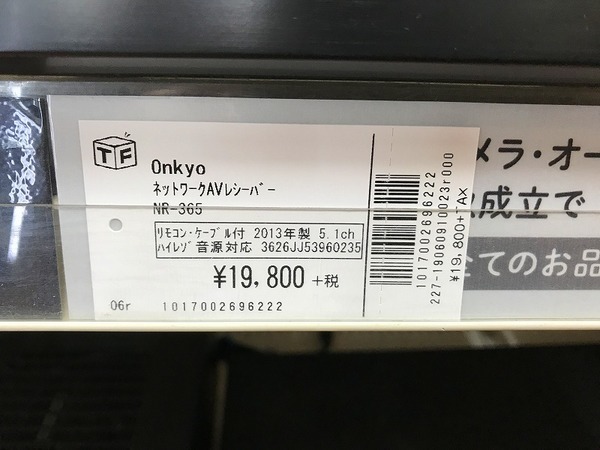 TF
Onkyo
ネットワークAVレシーバー
NR-365
リモコン・ケーブル付 2013年製 5.1ch
ハイレゾ音源対応 3626JJ53960235
¥19,800 +税
06r 1017002696222
1017002696222
227-19060910023r000
¥19,800+TAX
メラ・オー
成立で
全てのお品